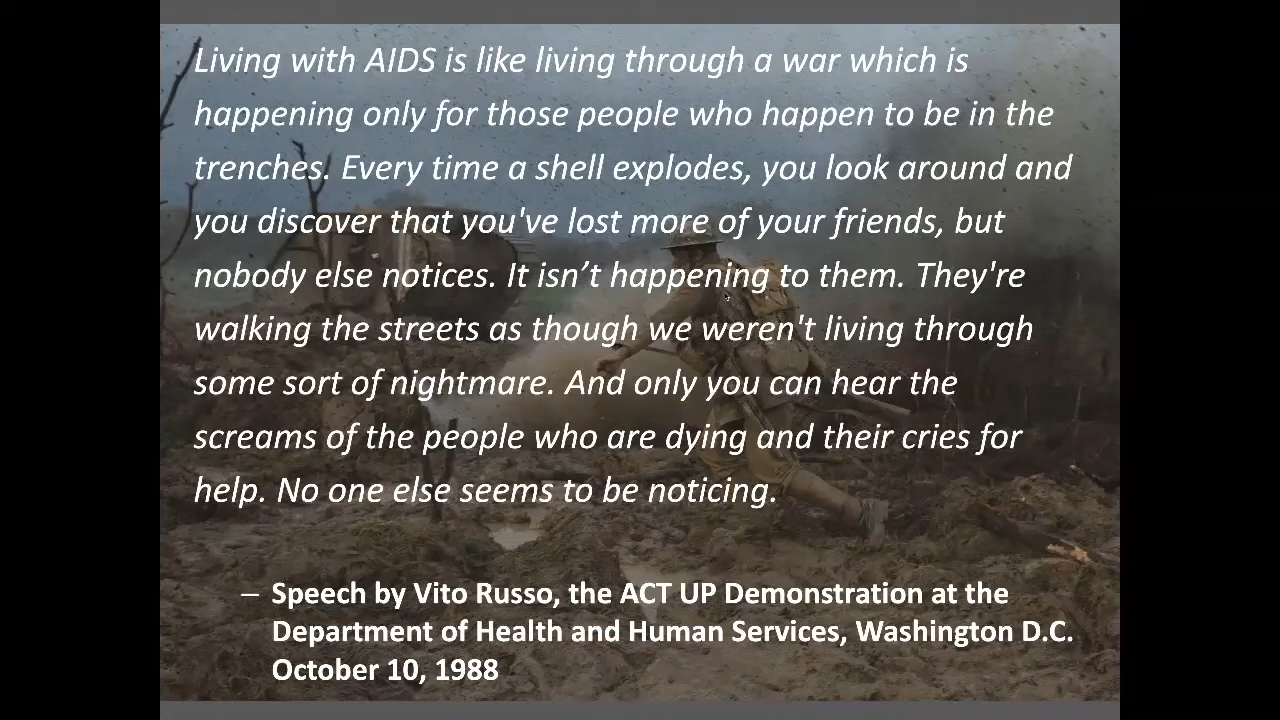 Living with AIDS is like living through a war which is
happening only for those people who happen to be in the
trenches. Every time a shell explodes, you look around and
you discover that you've lost more of your friends, but
nobody else notices. It isn’t happening to them. They're
walking the streets as though we weren't living through
some sort of nightmare. And only you can hear the
screams of the people who are dying and their cries for
help. No one else seems to be noticing.
– Speech by Vito Russo, the ACT UP Demonstration at the
Department of Health and Human Services, Washington D.C.
October 10, 1988